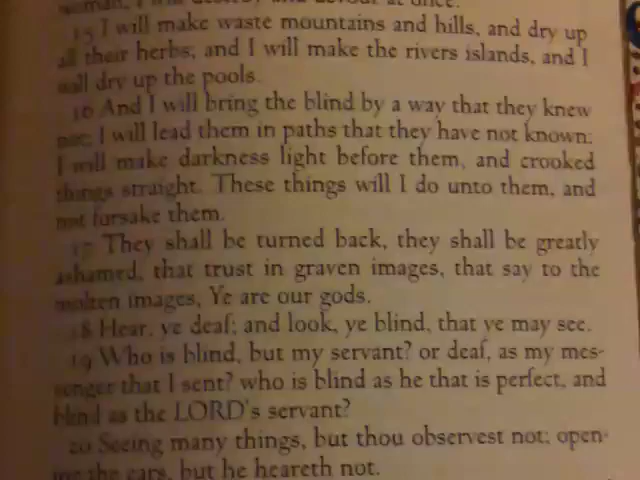 woman, I will destroy and devour at once.
15 I will make waste mountains and hills, and dry up
all their herbs; and I will make the rivers islands, and I
will dry up the pools.
16 And I will bring the blind by a way that they knew
not; I will lead them in paths that they have not known:
I will make darkness light before them, and crooked
things straight. These things will I do unto them, and
not forsake them.
17 They shall be turned back, they shall be greatly
ashamed, that trust in graven images, that say to the
molten images, Ye are our gods.
18 Hear, ye deaf; and look, ye blind, that ye may see.
19 Who is blind, but my servant? or deaf, as my mes-
senger that I sent? who is blind as he that is perfect, and
blind as the LORD's servant?
20 Seeing many things, but thou observest not; open-
ing the ears, but he heareth not.